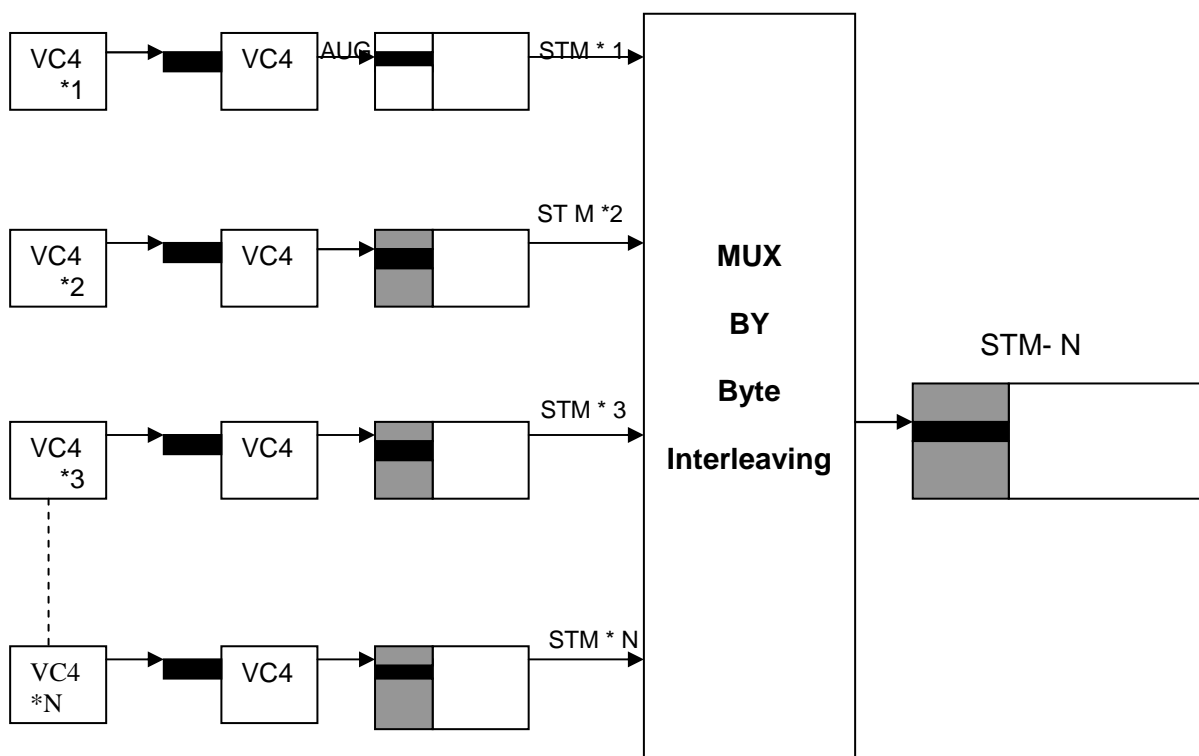 VC4
*1
VC4
AUG
STM * 1
VC4
*2
VC4
ST M *2
VC4
*3
VC4
STM * 3
VC4
*N
VC4
STM * N
MUX
BY
Byte
Interleaving
STM- N